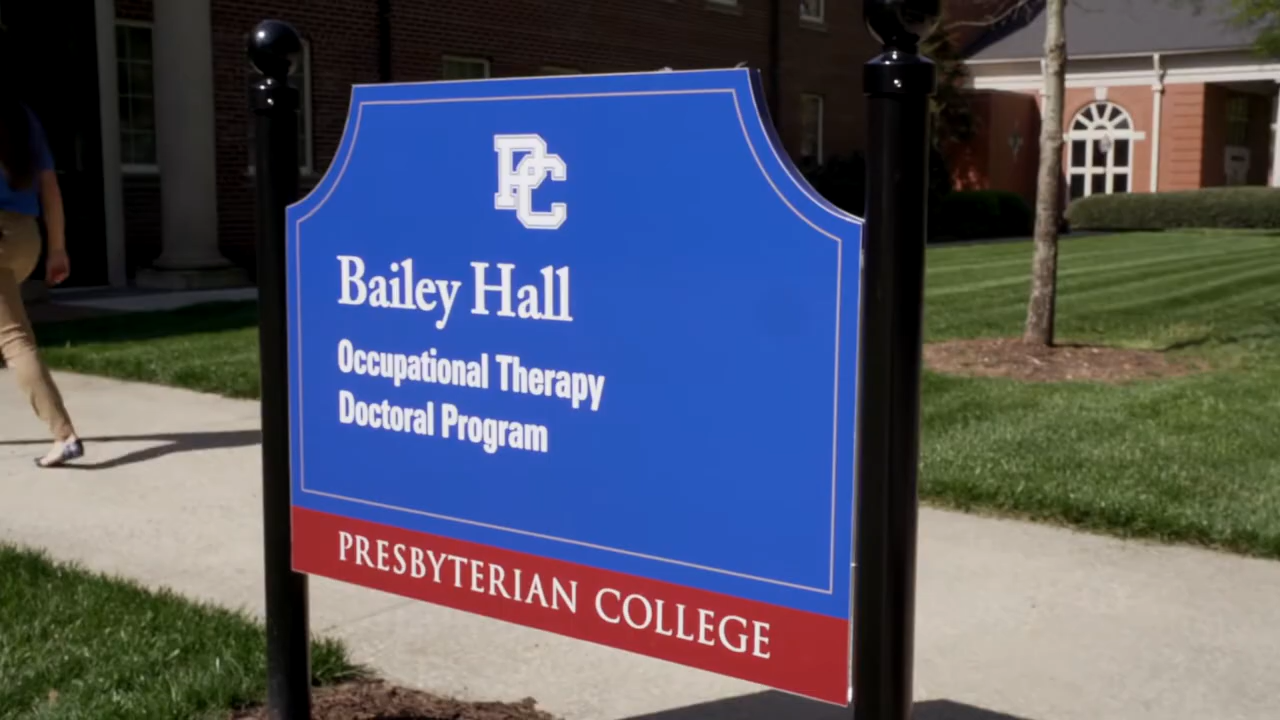 PC
Bailey Hall
Occupational Therapy
Doctoral Program
PRESBYTERIAN COLLEGE